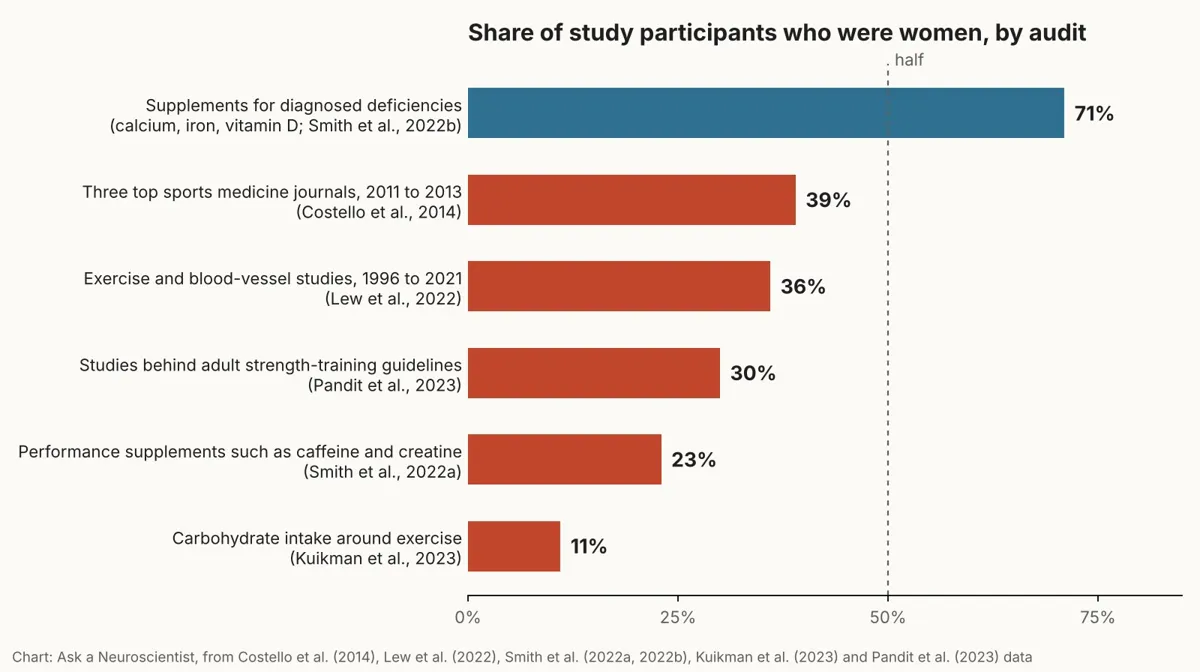 Share of study participants who were women, by audit
half
Supplements for diagnosed deficiencies
(calcium, iron, vitamin D; Smith et al., 2022b)
71%
Three top sports medicine journals, 2011 to 2013
(Costello et al., 2014)
39%
Exercise and blood-vessel studies, 1996 to 2021
(Lew et al., 2022)
36%
Studies behind adult strength-training guidelines
(Pandit et al., 2023)
30%
Performance supplements such as caffeine and creatine
(Smith et al., 2022a)
23%
Carbohydrate intake around exercise
(Kuikman et al., 2023)
11%
0% 25% 50% 75%
Chart: Ask a Neuroscientist, from Costello et al. (2014), Lew et al. (2022), Smith et al. (2022a, 2022b), Kuikman et al. (2023) and Pandit et al. (2023) data